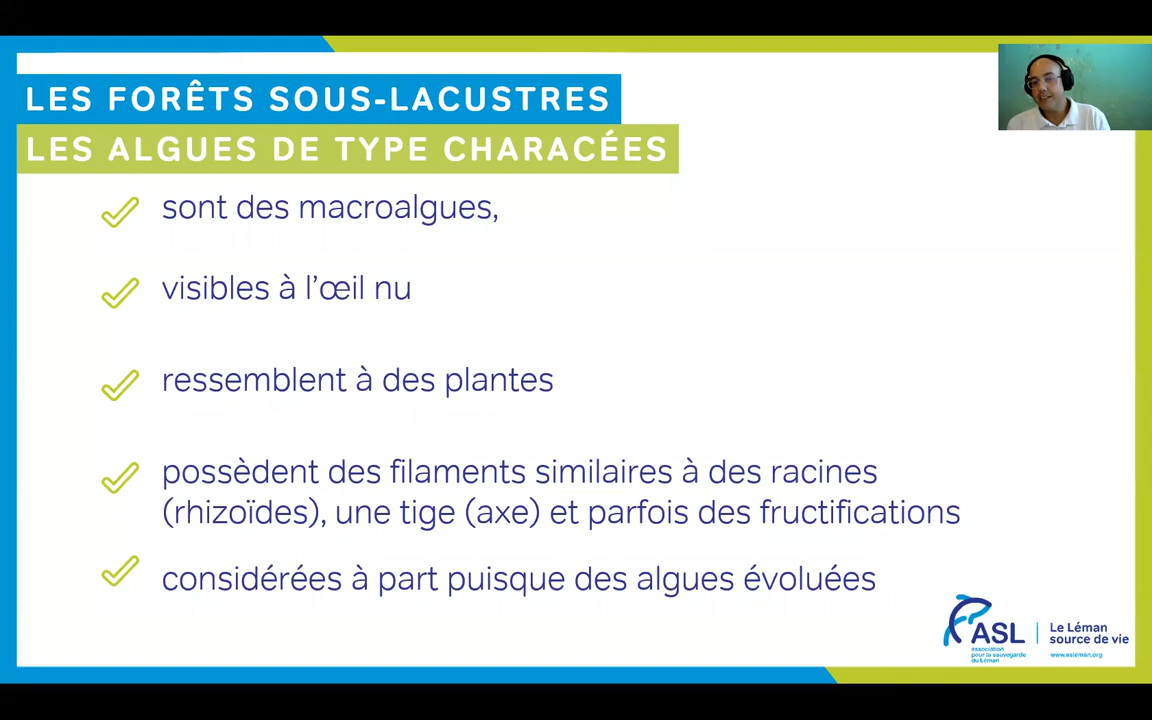 LES FORÊTS SOUS-LACUSTRES
LES ALGUES DE TYPE CHARACÉES
sont des macroalgues,
visibles à l'œil nu
ressemblent à des plantes
possèdent des filaments similaires à des racines
(rhizoïdes), une tige (axe) et parfois des fructifications
considérées à part puisque des algues évoluées
ASL
association
pour la sauvegarde
du Léman
Le Léman
source de vie
www.asleman.org